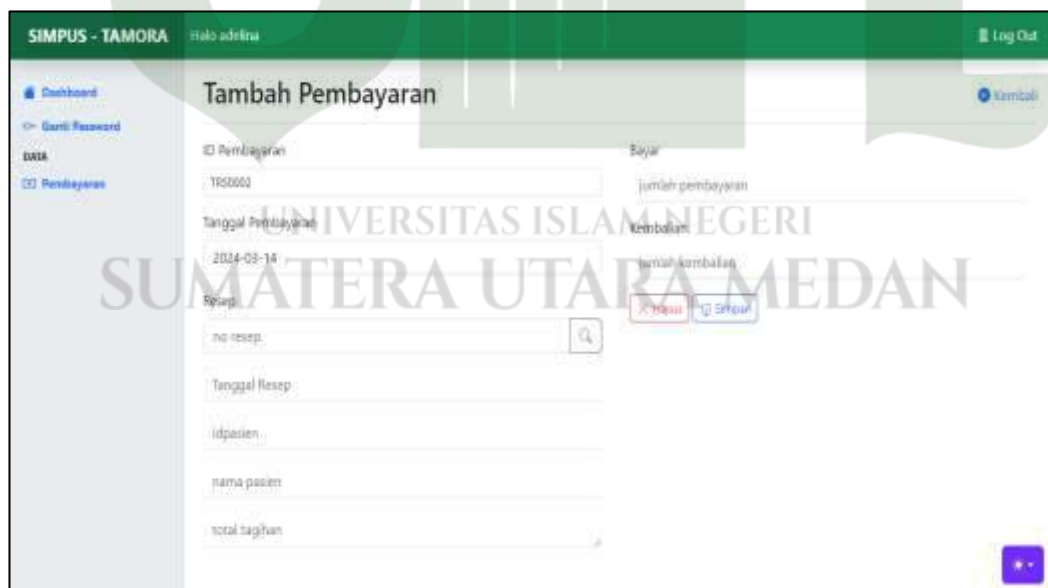 SIMPUS - TAMORA
Halo adelina
Log Out
Dashboard
Ganti Password
DATA
Pembayaran
Tambah Pembayaran
Kembali
ID Pembayaran
TRS0002
Tanggal Pembayaran
2024-03-14
Resep
no resep
Tanggal Resep
idpasien
nama pasien
total tagihan
Bayar
jumlah pembayaran
Kembalian
jumlah kembalian
Hapus
Simpan
UNIVERSITAS ISLAM NEGERI
SUMATERA UTARA MEDAN